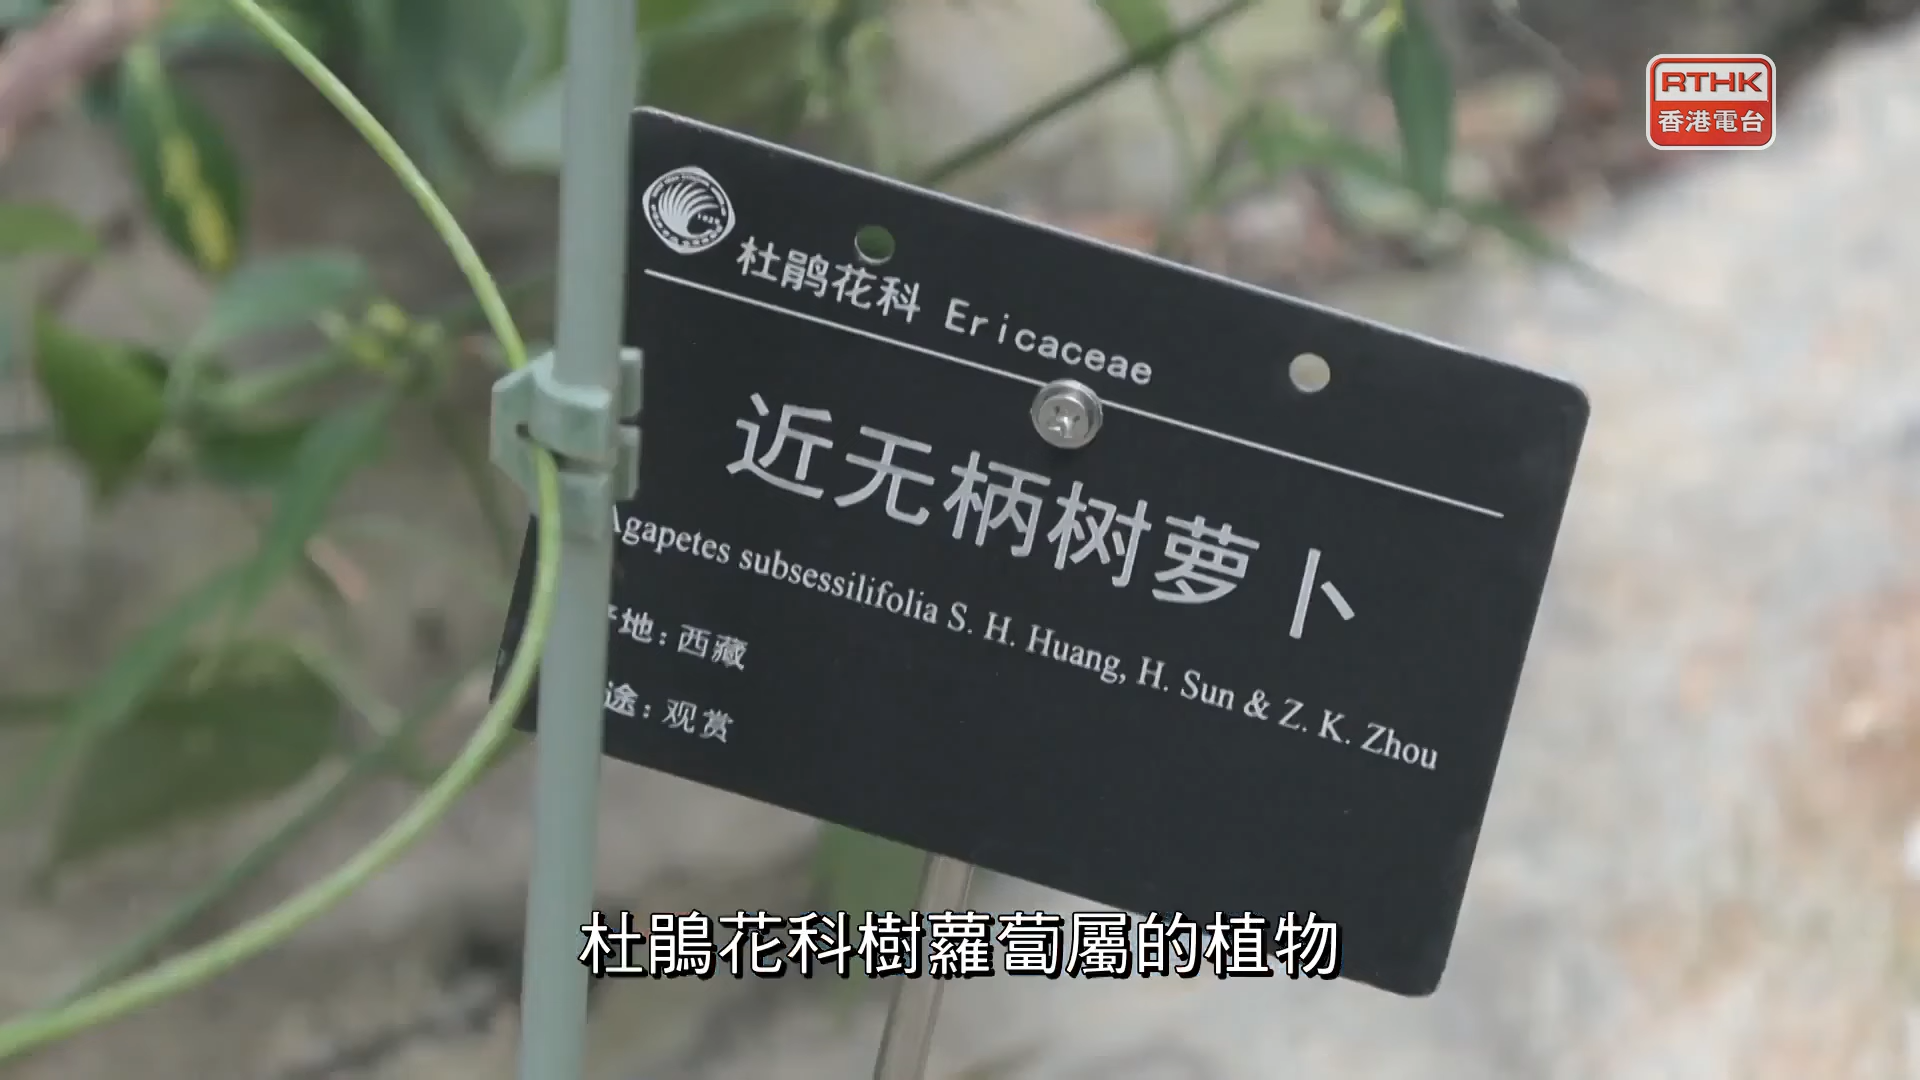 RTHK
香港電台
杜鹃花科 Ericaceae
近无柄树萝卜
Agapetes subsessilifolia S. H. Huang, H. Sun & Z. K. Zhou
地：西藏
途：观赏
杜鵑花科樹蘿蔔屬的植物